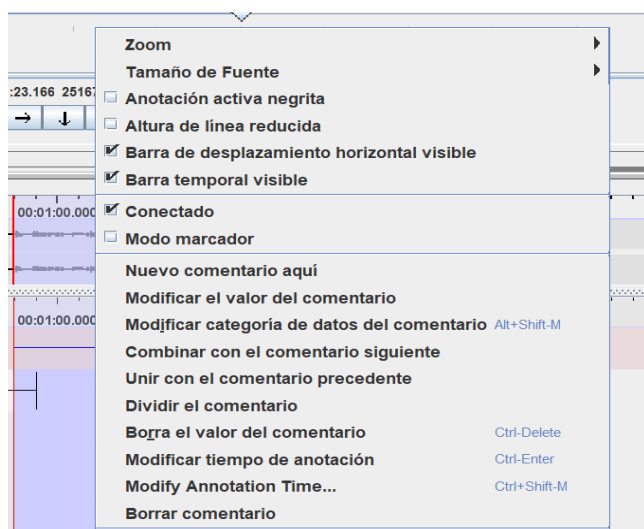 Zoom
Tamaño de Fuente
:23.166 25167
Anotación activa negrita
Altura de línea reducida
Barra de desplazamiento horizontal visible
Barra temporal visible
00:01:00.000
Conectado
Modo marcador
Nuevo comentario aquí
Modificar el valor del comentario
00:01:00.000
Modificar categoría de datos del comentario Alt+Shift-M
Combinar con el comentario siguiente
Unir con el comentario precedente
Dividir el comentario
Borra el valor del comentario Ctrl-Delete
Modificar tiempo de anotación Ctrl-Enter
Modify Annotation Time... Ctrl+Shift-M
Borrar comentario